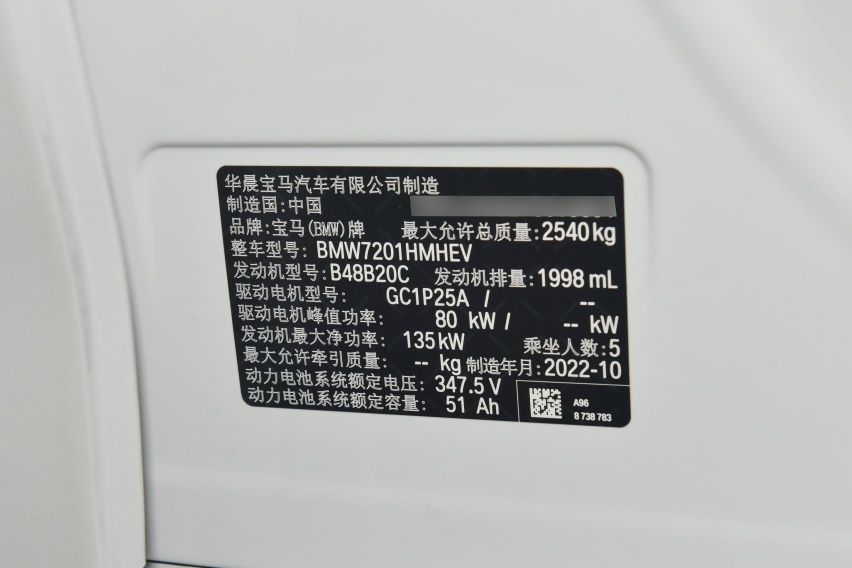 华晨宝马汽车有限公司制造
制造国:中国
品牌:宝马(BMW)牌 最大允许总质量:2540kg
整车型号:BMW7201HMHEV
发动机型号:B48B20C 发动机排量:1998 mL
驱动电机型号: GC1P25A / --
驱动电机峰值功率: 80 kW / -- kW
发动机最大净功率: 135kW 乘坐人数:5
最大允许牵引质量: -- kg 制造年月:2022-10
动力电池系统额定电压: 347.5 V
动力电池系统额定容量: 51 Ah
A96
8 738 783